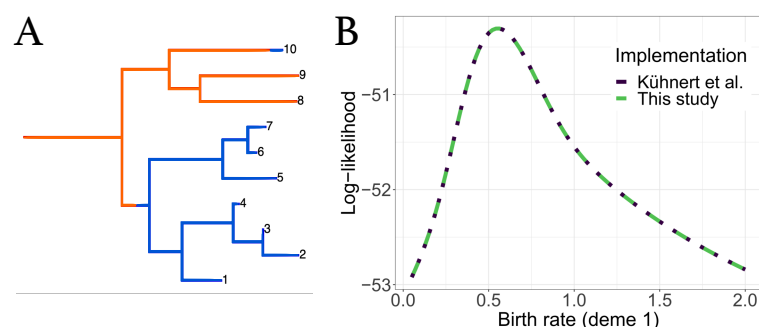 A
10
9
8
7
6
5
4
3
2
1
B
Log−likelihood
−51
−52
−53
Implementation
Kühnert et al.
This study
0.0 0.5 1.0 1.5 2.0
Birth rate (deme 1)